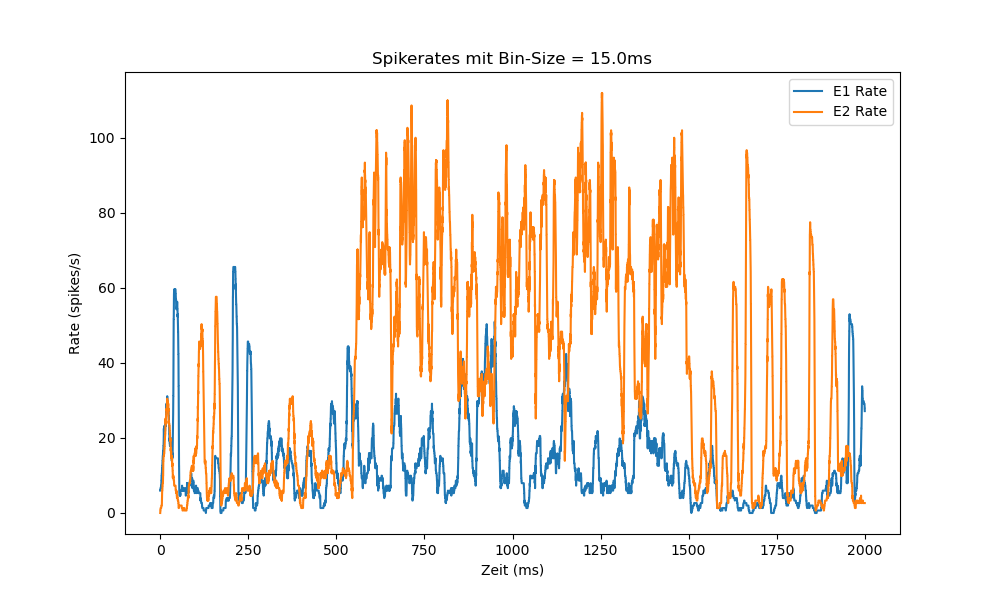 Spikerates mit Bin-Size = 15.0ms
E1 Rate
E2 Rate
Rate (spikes/s)
100
80
60
40
20
0
0 250 500 750 1000 1250 1500 1750 2000
Zeit (ms)